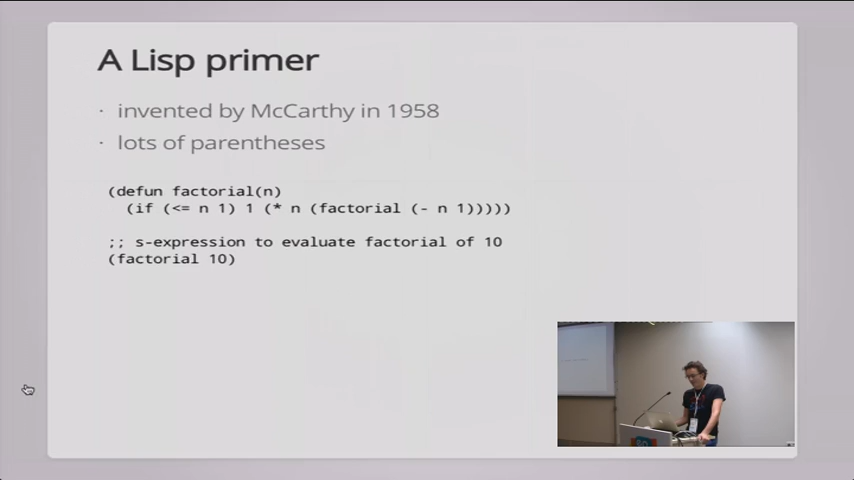 A Lisp primer
· invented by McCarthy in 1958
· lots of parentheses
(defun factorial(n)
(if (<= n 1) 1 (* n (factorial (- n 1)))))
;; s-expression to evaluate factorial of 10
(factorial 10)